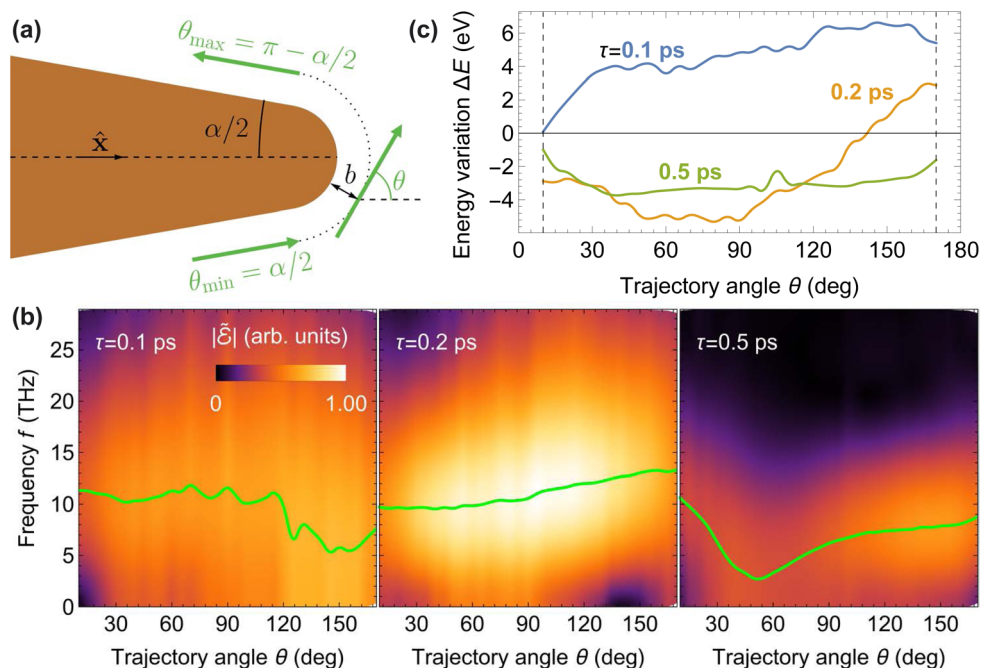 (a)
θmax = π − α/2
α/2
x̂
b
θ
θmin = α/2
(c)
Energy variation ΔE (eV)
6
4
2
0
−2
−4
τ=0.1 ps
0.2 ps
0.5 ps
0 30 60 90 120 150 180
Trajectory angle θ (deg)
(b)
Frequency f (THz)
25
20
15
10
5
0
τ=0.1 ps
|ℰ̃| (arb. units)
0 1.00
τ=0.2 ps
τ=0.5 ps
30 60 90 120 150
30 60 90 120 150
30 60 90 120 150
Trajectory angle θ (deg)
Trajectory angle θ (deg)
Trajectory angle θ (deg)